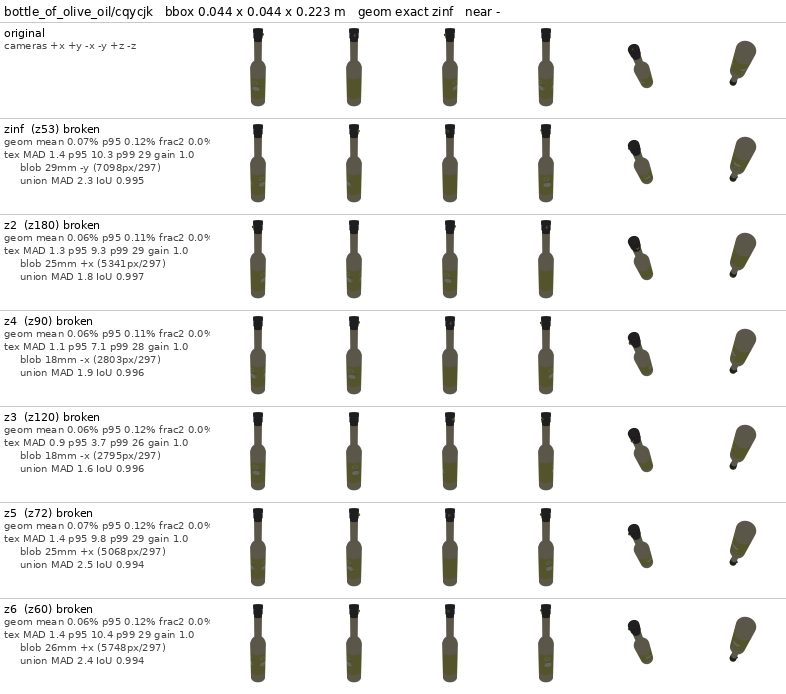 bottle_of_olive_oil/cqycjk   bbox 0.044 x 0.044 x 0.223 m   geom exact zinf   near -
original
cameras +x +y -x -y +z -z
zinf (z53) broken
geom mean 0.07% p95 0.12% frac2 0.0%
tex MAD 1.4 p95 10.3 p99 29 gain 1.0
blob 29mm -y (7098px/297)
union MAD 2.3 IoU 0.995
z2 (z180) broken
geom mean 0.06% p95 0.11% frac2 0.0%
tex MAD 1.3 p95 9.3 p99 29 gain 1.0
blob 25mm +x (5341px/297)
union MAD 1.8 IoU 0.997
z4 (z90) broken
geom mean 0.06% p95 0.11% frac2 0.0%
tex MAD 1.1 p95 7.1 p99 28 gain 1.0
blob 18mm -x (2803px/297)
union MAD 1.9 IoU 0.996
z3 (z120) broken
geom mean 0.06% p95 0.12% frac2 0.0%
tex MAD 0.9 p95 3.7 p99 26 gain 1.0
blob 18mm -x (2795px/297)
union MAD 1.6 IoU 0.996
z5 (z72) broken
geom mean 0.07% p95 0.12% frac2 0.0%
tex MAD 1.4 p95 9.8 p99 29 gain 1.0
blob 25mm +x (5068px/297)
union MAD 2.5 IoU 0.994
z6 (z60) broken
geom mean 0.06% p95 0.12% frac2 0.0%
tex MAD 1.4 p95 10.4 p99 29 gain 1.0
blob 26mm +x (5748px/297)
union MAD 2.4 IoU 0.994